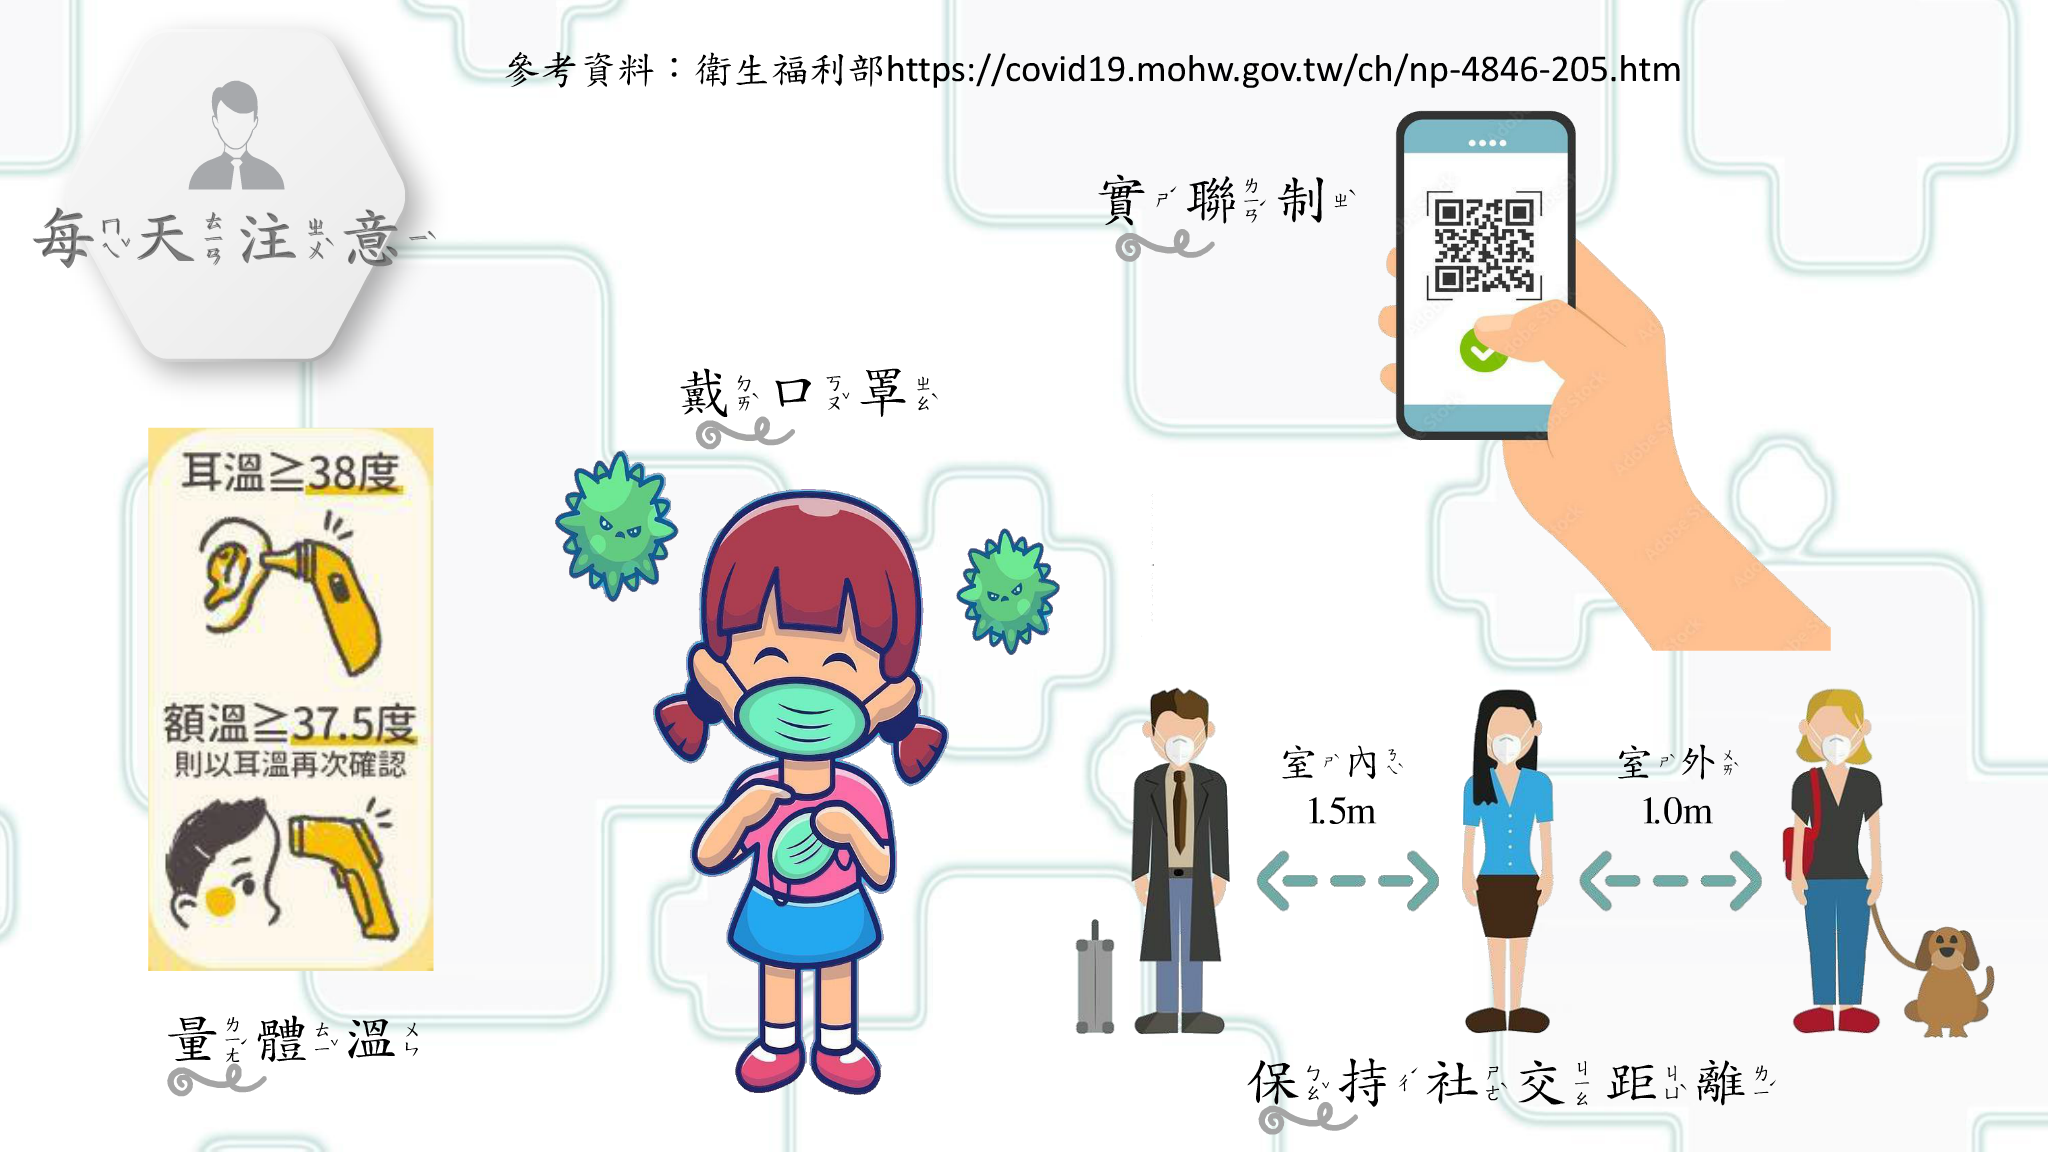 參考資料：衛生福利部https://covid19.mohw.gov.tw/ch/np-4846-205.htm
每ㄇㄟˇ天ㄊㄧㄢ注ㄓㄨˋ意ㄧˋ
實ㄕˊ聯ㄌㄧㄢˊ制ㄓˋ
戴ㄉㄞˋ口ㄎㄡˇ罩ㄓㄠˋ
耳溫≧38度
額溫≧37.5度
則以耳溫再次確認
量ㄌㄧㄤˊ體ㄊㄧˇ溫ㄨㄣ
室ㄕˋ內ㄋㄟˋ
1.5m
室ㄕˋ外ㄨㄞˋ
1.0m
保ㄅㄠˇ持ㄔˊ社ㄕㄜˋ交ㄐㄧㄠ距ㄐㄩˋ離ㄌㄧˊ